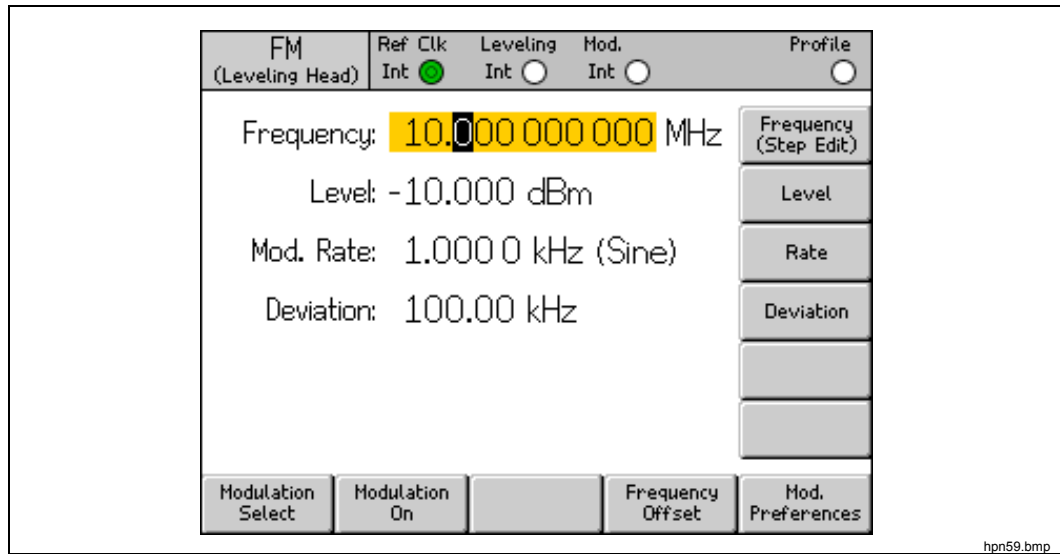 FM
(Leveling Head)
Ref Clk
Int
Leveling
Int
Mod.
Int
Profile
Frequency: 10.000 000 000 MHz
Level: -10.000 dBm
Mod. Rate: 1.000 0 kHz (Sine)
Deviation: 100.00 kHz
Frequency
(Step Edit)
Level
Rate
Deviation
Modulation
Select
Modulation
On
Frequency
Offset
Mod.
Preferences
hpn59.bmp